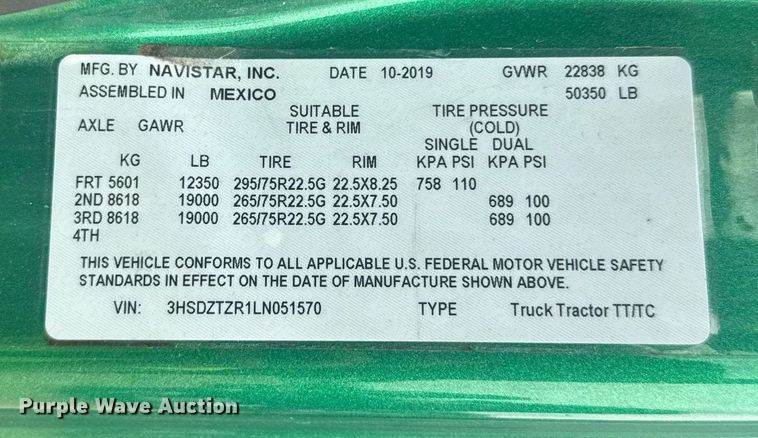 MFG. BY NAVISTAR, INC. DATE 10-2019 GVWR 22838 KG
ASSEMBLED IN MEXICO 50350 LB
SUITABLE TIRE PRESSURE
AXLE GAWR TIRE & RIM (COLD)
SINGLE DUAL
KG LB TIRE RIM KPA PSI KPA PSI
FRT 5601 12350 295/75R22.5G 22.5X8.25 758 110
2ND 8618 19000 265/75R22.5G 22.5X7.50 689 100
3RD 8618 19000 265/75R22.5G 22.5X7.50 689 100
4TH
THIS VEHICLE CONFORMS TO ALL APPLICABLE U.S. FEDERAL MOTOR VEHICLE SAFETY
STANDARDS IN EFFECT ON THE DATE OF MANUFACTURE SHOWN ABOVE.
VIN: 3HSDZTZR1LN051570 TYPE Truck Tractor TT/TC
Purple Wave Auction